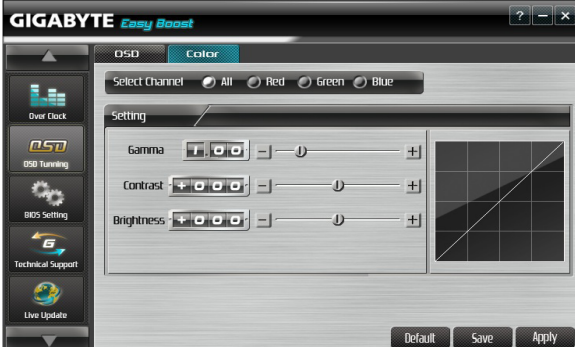 GIGABYTE Easy Boost ? – ×
OSD Color
Select Channel All Red Green Blue
Over Clock
Setting
Gamma 1.00 − +
OSD
OSD Tunning
Contrast +000 − +
BIOS Setting
Brightness +000 − +
G
Technical Support
Live Update
Default Save Apply